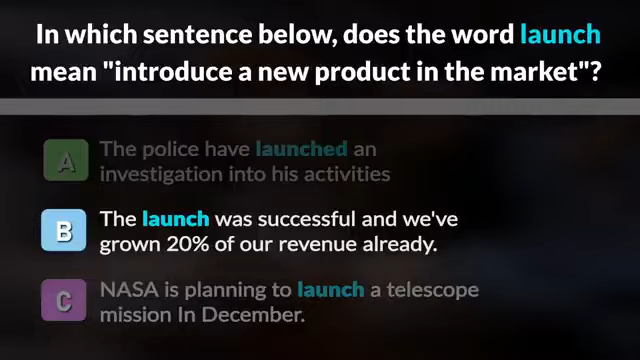 In which sentence below, does the word launch
mean "introduce a new product in the market"?
A
The police have launched an
investigation into his activities
B
The launch was successful and we've
grown 20% of our revenue already.
C
NASA is planning to launch a telescope
mission In December.